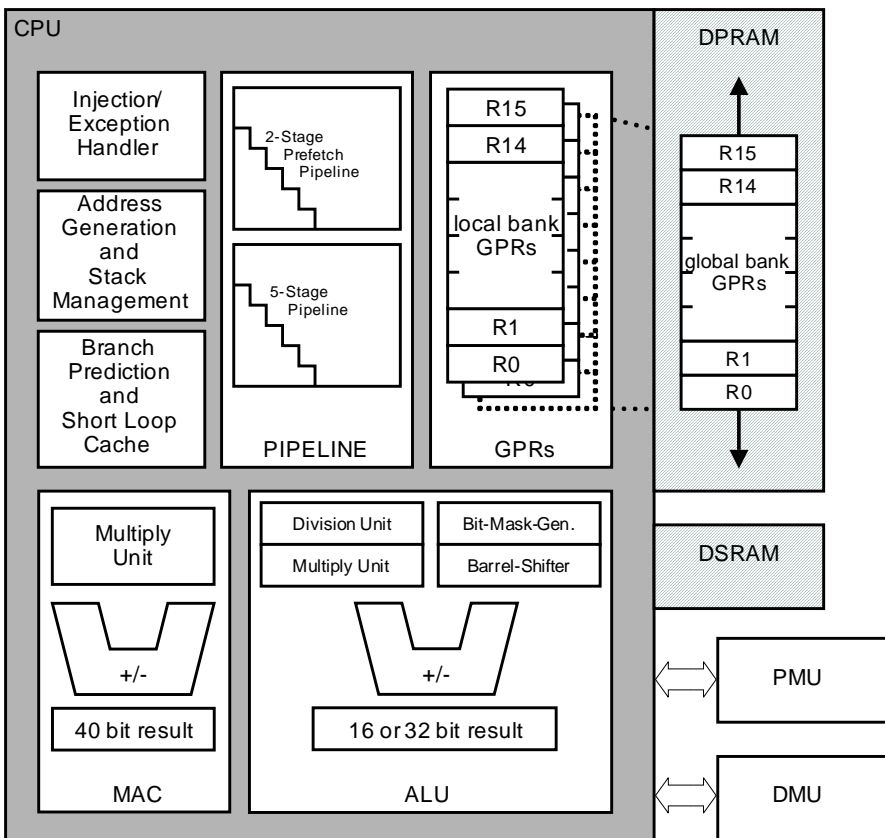 CPU
Injection/
Exception
Handler
Address
Generation
and
Stack
Management
Branch
Prediction
and
Short Loop
Cache
2-Stage
Prefetch
Pipeline
5-Stage
Pipeline
PIPELINE
R15
R14
local bank
GPRs
R1
R0
GPRs
DPRAM
R15
R14
global bank
GPRs
R1
R0
Multiply
Unit
+/-
40 bit result
MAC
Division Unit
Multiply Unit
Bit-Mask-Gen.
Barrel-Shifter
+/-
16 or 32 bit result
ALU
DSRAM
PMU
DMU